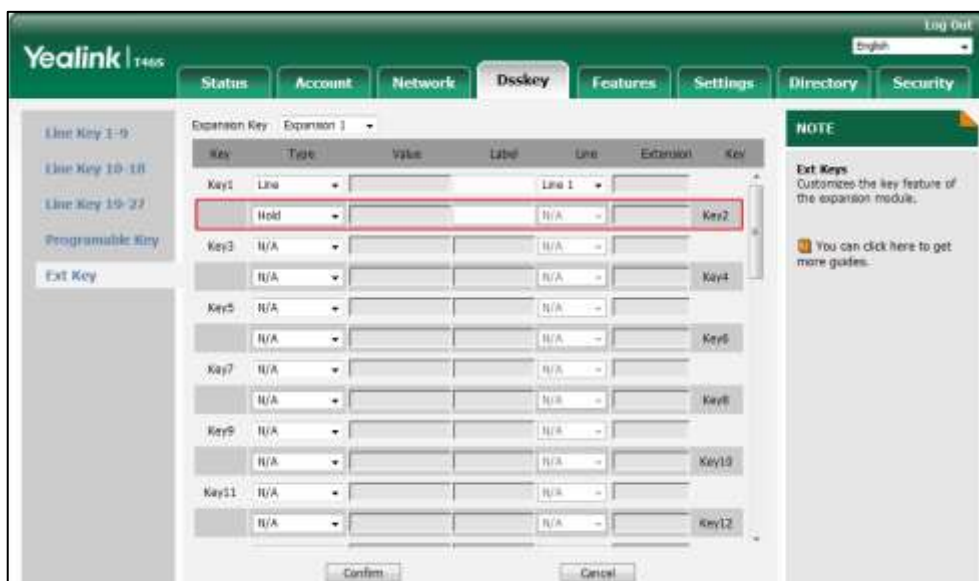 Log Out
Yealink T46S
English
Status Account Network Dsskey Features Settings Directory Security
Line Key 1-9
Line Key 10-18
Line Key 19-27
Programable Key
Ext Key
Expansion Key Expansion 1
Key Type Value Label Line Extension Key
Key1 Line Line 1
Hold N/A Key2
Key3 N/A N/A
N/A N/A Key4
Key5 N/A N/A
N/A N/A Key6
Key7 N/A N/A
N/A N/A Key8
Key9 N/A N/A
N/A N/A Key10
Key11 N/A N/A
N/A N/A Key12
Confirm Cancel
NOTE
Ext Keys
Customizes the key feature of
the expansion module.
You can click here to get
more guides.